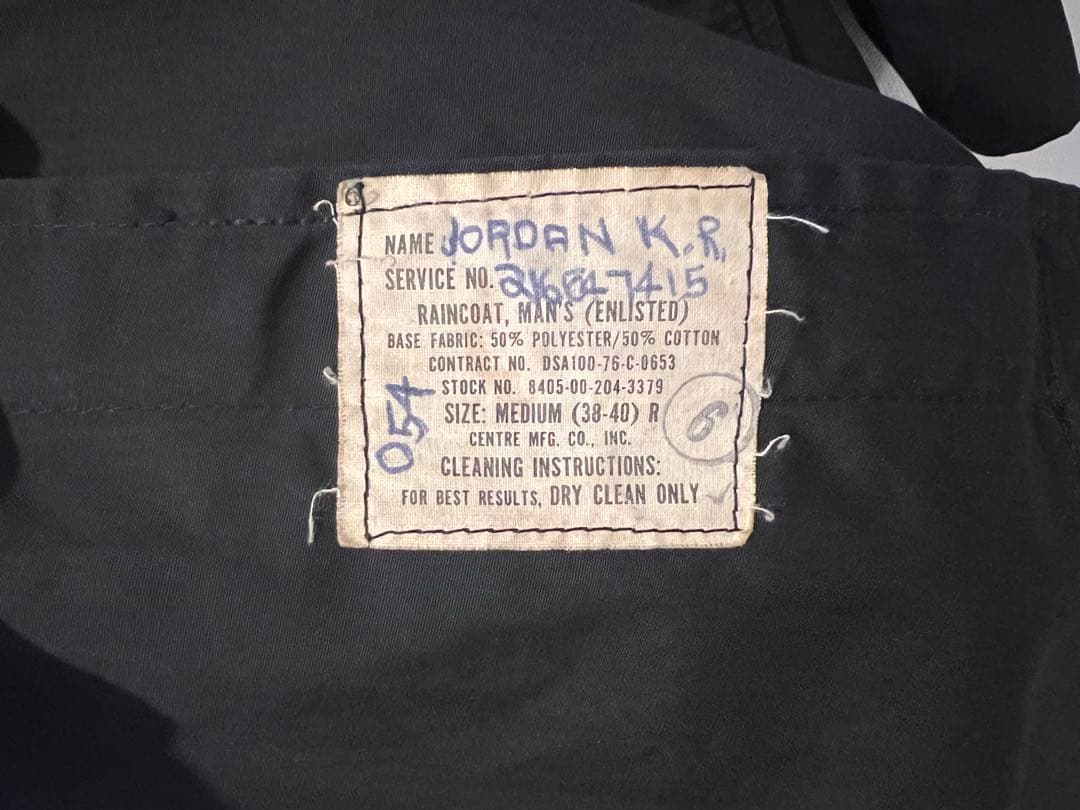 6
NAME JORDAN K.R.
SERVICE NO.
RAINCOAT, MAN'S (ENLISTED)
BASE FABRIC: 50% POLYESTER/50% COTTON
CONTRACT NO. DSA100-76-C-0653
STOCK NO. 8405-00-204-3379
SIZE: MEDIUM (38-40) R
CENTRE MFG. CO., INC.
CLEANING INSTRUCTIONS:
FOR BEST RESULTS, DRY CLEAN ONLY
054
6